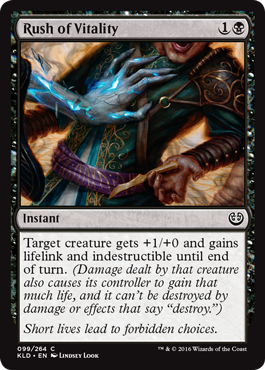 Rush of Vitality 1
Instant
Target creature gets +1/+0 and gains
lifelink and indestructible until end
of turn. (Damage dealt by that creature
also causes its controller to gain that
much life, and it can't be destroyed by
damage or effects that say “destroy.”)
Short lives lead to forbidden choices.
099/264 C
KLD • EN LINDSEY LOOK
™ & © 2016 Wizards of the Coast